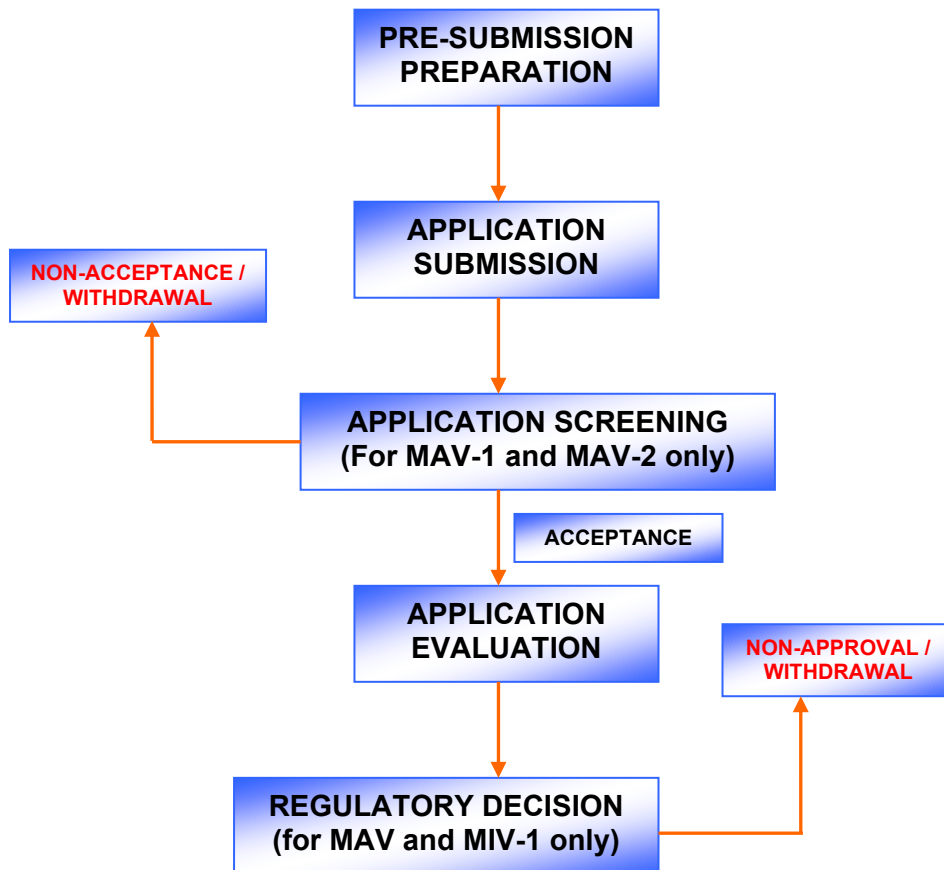 PRE-SUBMISSION
PREPARATION
APPLICATION
SUBMISSION
NON-ACCEPTANCE /
WITHDRAWAL
APPLICATION SCREENING
(For MAV-1 and MAV-2 only)
ACCEPTANCE
APPLICATION
EVALUATION
NON-APPROVAL /
WITHDRAWAL
REGULATORY DECISION
(for MAV and MIV-1 only)